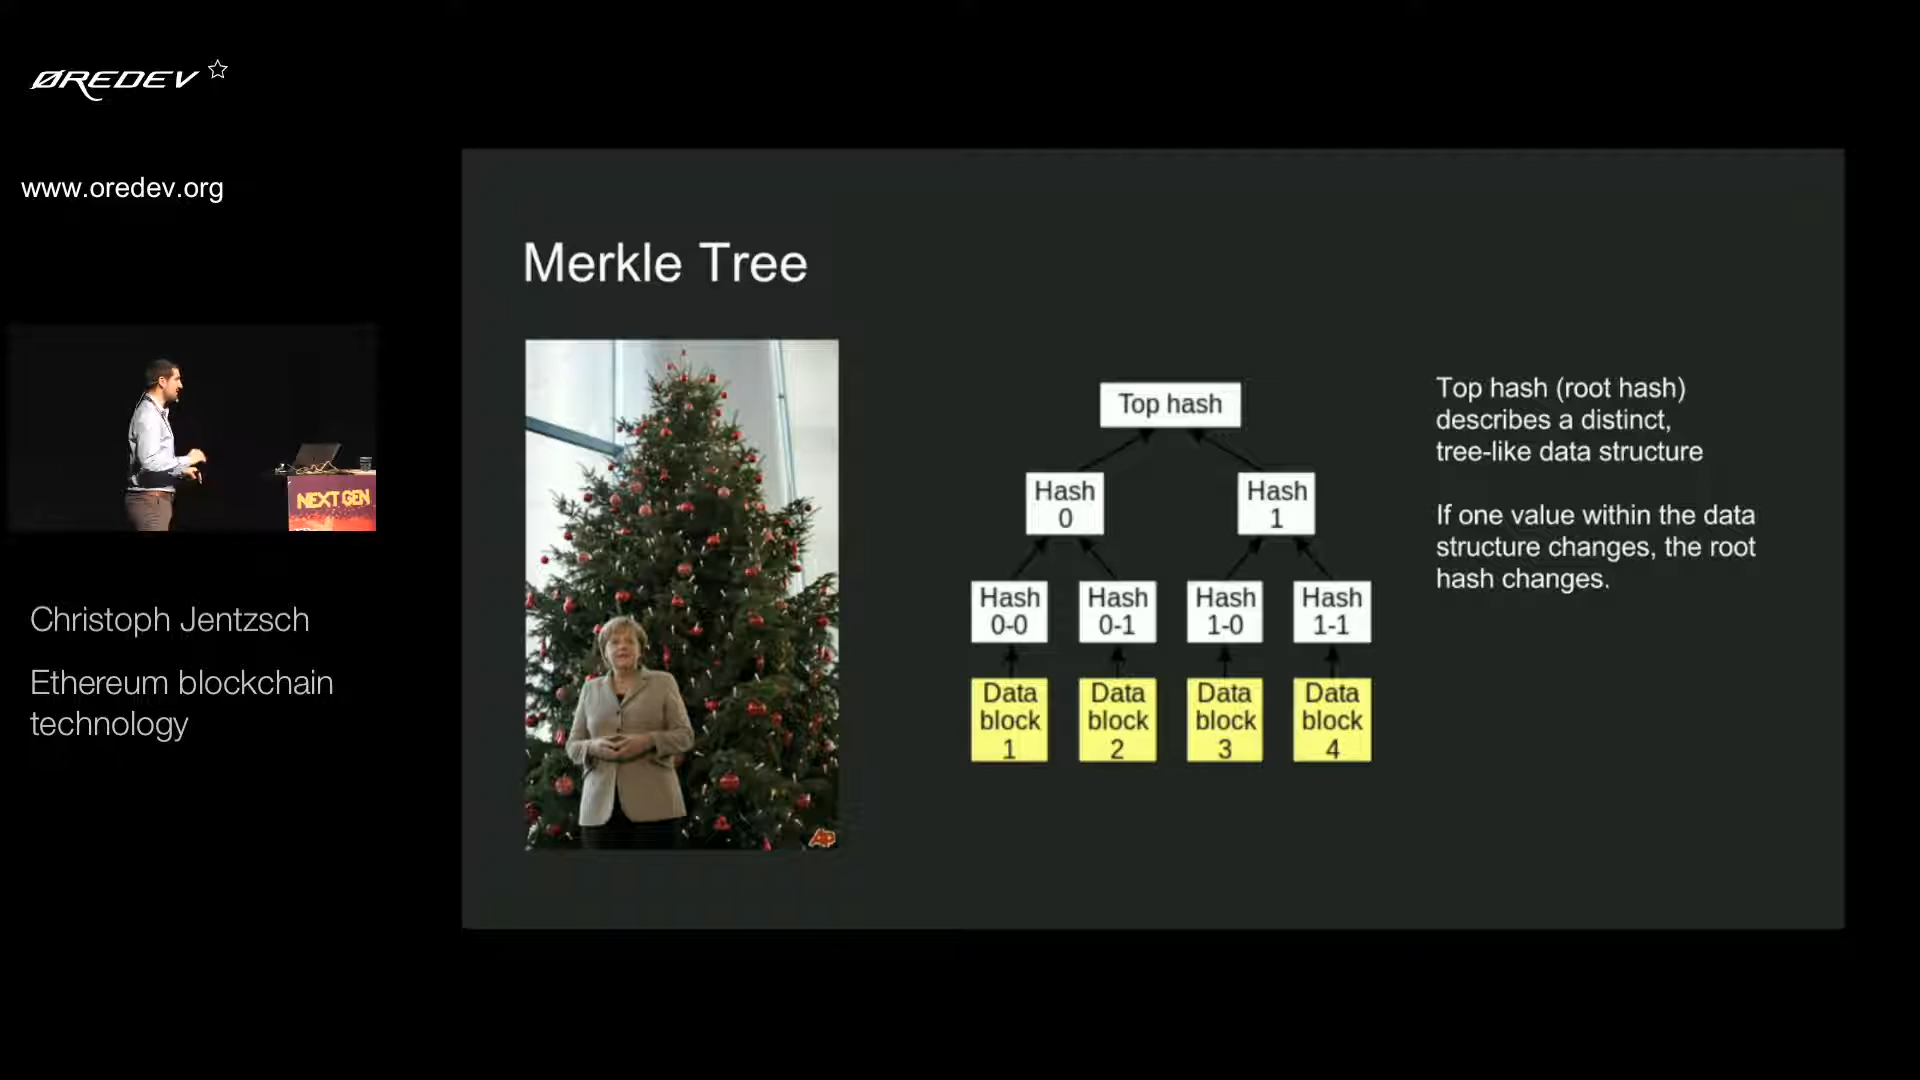 ØREDEV
www.oredev.org
NEXT GEN
Christoph Jentzsch
Ethereum blockchain
technology
Merkle Tree
Top hash
Hash
0
Hash
1
Hash
0-0
Hash
0-1
Hash
1-0
Hash
1-1
Data
block
1
Data
block
2
Data
block
3
Data
block
4
Top hash (root hash)
describes a distinct,
tree-like data structure
If one value within the data
structure changes, the root
hash changes.